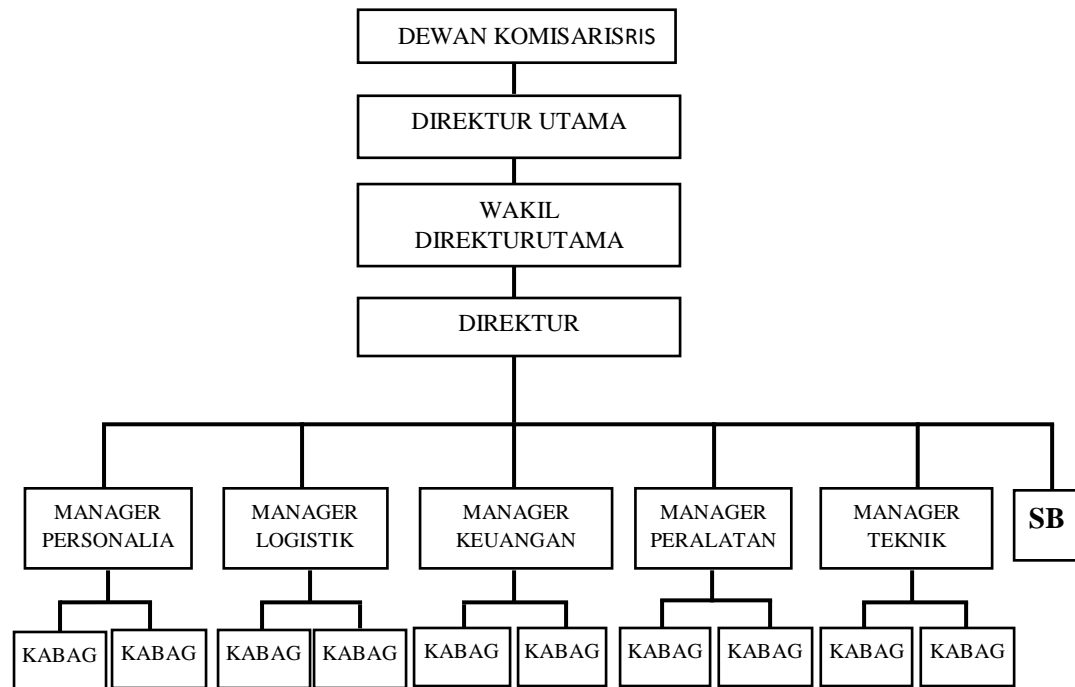 DEWAN KOMISARISRIS
DIREKTUR UTAMA
WAKIL
DIREKTURUTAMA
DIREKTUR
MANAGER
PERSONALIA
MANAGER
LOGISTIK
MANAGER
KEUANGAN
MANAGER
PERALATAN
MANAGER
TEKNIK
SB
KABAG
KABAG
KABAG
KABAG
KABAG
KABAG
KABAG
KABAG
KABAG
KABAG